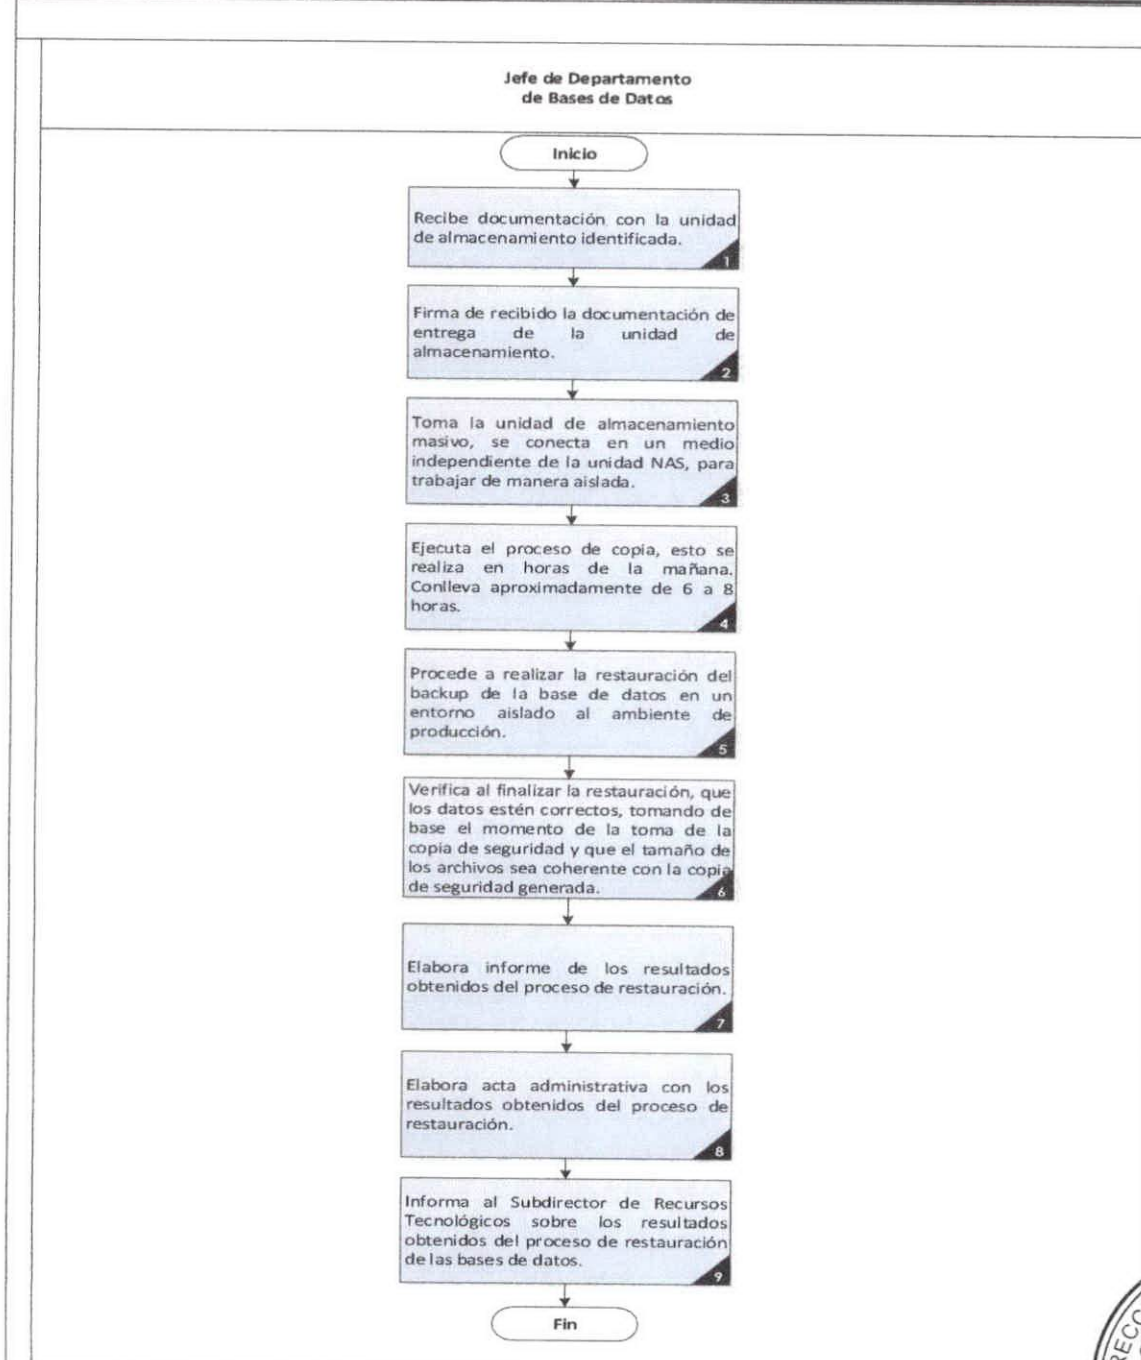 Jefe de Departamento
de Bases de Datos
Inicio
Recibe documentación con la unidad
de almacenamiento identificada.
1
Firma de recibido la documentación de
entrega de la unidad de
almacenamiento.
2
Toma la unidad de almacenamiento
masivo, se conecta en un medio
independiente de la unidad NAS, para
trabajar de manera aislada.
3
Ejecuta el proceso de copia, esto se
realiza en horas de la mañana.
Conlleva aproximadamente de 6 a 8
horas.
4
Procede a realizar la restauración del
backup de la base de datos en un
entorno aislado al ambiente de
producción.
5
Verifica al finalizar la restauración, que
los datos estén correctos, tomando de
base el momento de la toma de la
copia de seguridad y que el tamaño de
los archivos sea coherente con la copia
de seguridad generada.
6
Elabora informe de los resultados
obtenidos del proceso de restauración.
7
Elabora acta administrativa con los
resultados obtenidos del proceso de
restauración.
8
Informa al Subdirector de Recursos
Tecnológicos sobre los resultados
obtenidos del proceso de restauración
de las bases de datos.
9
Fin